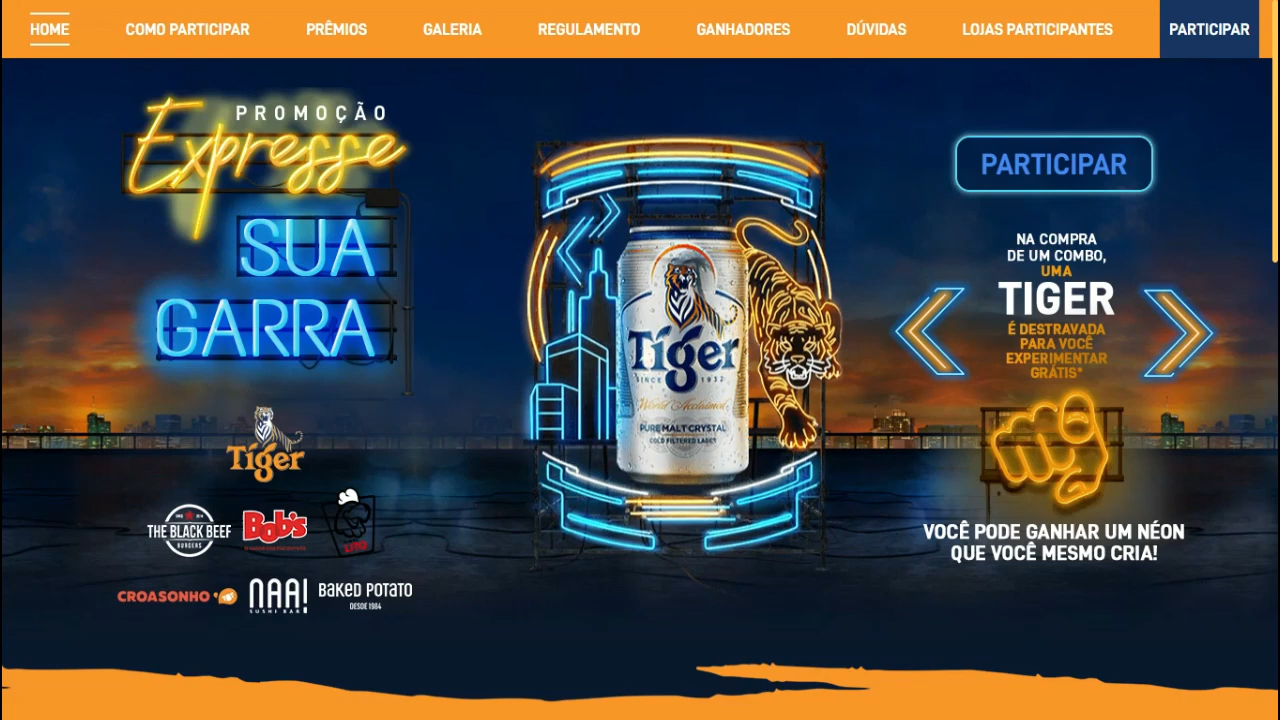 HOME
COMO PARTICIPAR
PRÊMIOS
GALERIA
REGULAMENTO
GANHADORES
DÚVIDAS
LOJAS PARTICIPANTES
PARTICIPAR
PROMOÇÃO
Expresse
SUA
GARRA
Tiger
THE BLACK BEEF
BURGERS
Bob's
CROASONHO
NAA!
SUSHI BAR
BAKED POTATO
DESDE 1984
Tiger
SINCE 1932
World Acclaimed
PURE MALT CRYSTAL
COLD FILTERED LAGER
PARTICIPAR
NA COMPRA
DE UM COMBO,
UMA
TIGER
É DESTRAVADA
PARA VOCÊ
EXPERIMENTAR
GRÁTIS*
VOCÊ PODE GANHAR UM NÉON
QUE VOCÊ MESMO CRIA!